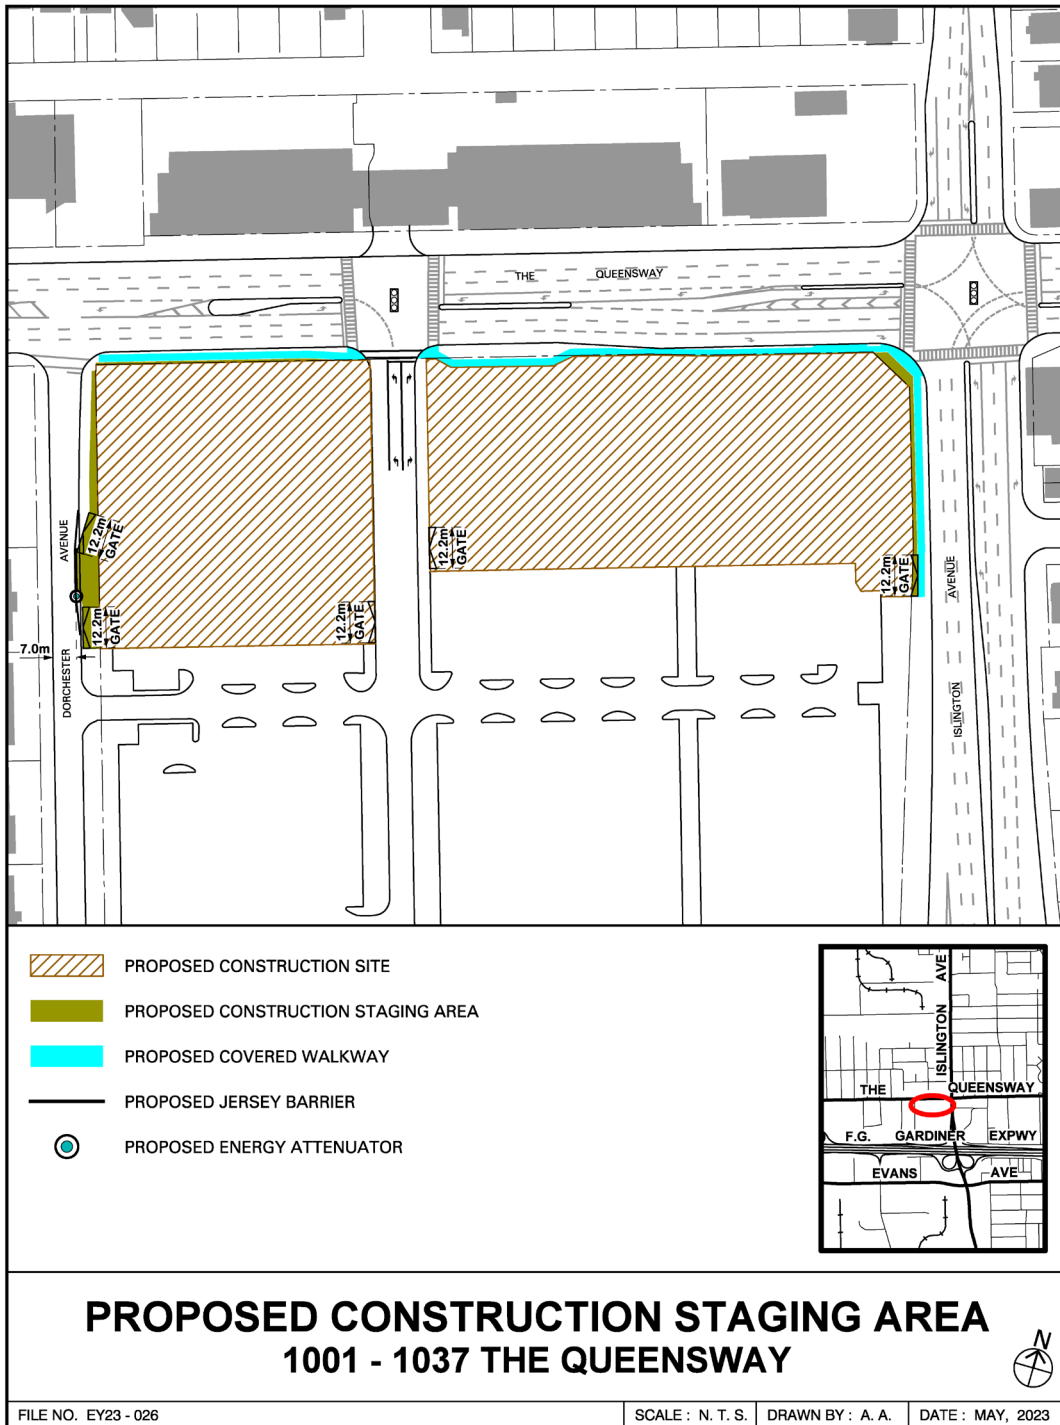 THE QUEENSWAY
AVENUE
DORCHESTER
7.0m
12.2m
GATE
12.2m
GATE
12.2m
GATE
12.2m
GATE
12.2m
GATE
AVENUE
ISLINGTON
PROPOSED CONSTRUCTION SITE
PROPOSED CONSTRUCTION STAGING AREA
PROPOSED COVERED WALKWAY
PROPOSED JERSEY BARRIER
PROPOSED ENERGY ATTENUATOR
ISLINGTON AVE
THE QUEENSWAY
F.G. GARDINER EXPWY
EVANS AVE
PROPOSED CONSTRUCTION STAGING AREA
1001 - 1037 THE QUEENSWAY
N
FILE NO. EY23 - 026
SCALE : N. T. S.
DRAWN BY : A. A.
DATE : MAY, 2023